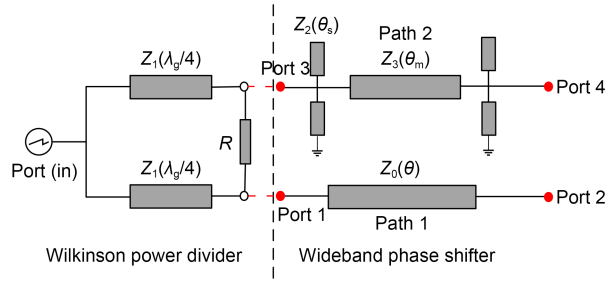 Z₂(θₛ)
Path 2
Z₁(λg/4)
Port 3
Z₃(θₘ)
Port 4
R
Port (in)
Z₁(λg/4)
Z₀(θ)
Port 2
Port 1
Path 1
Wilkinson power divider
Wideband phase shifter